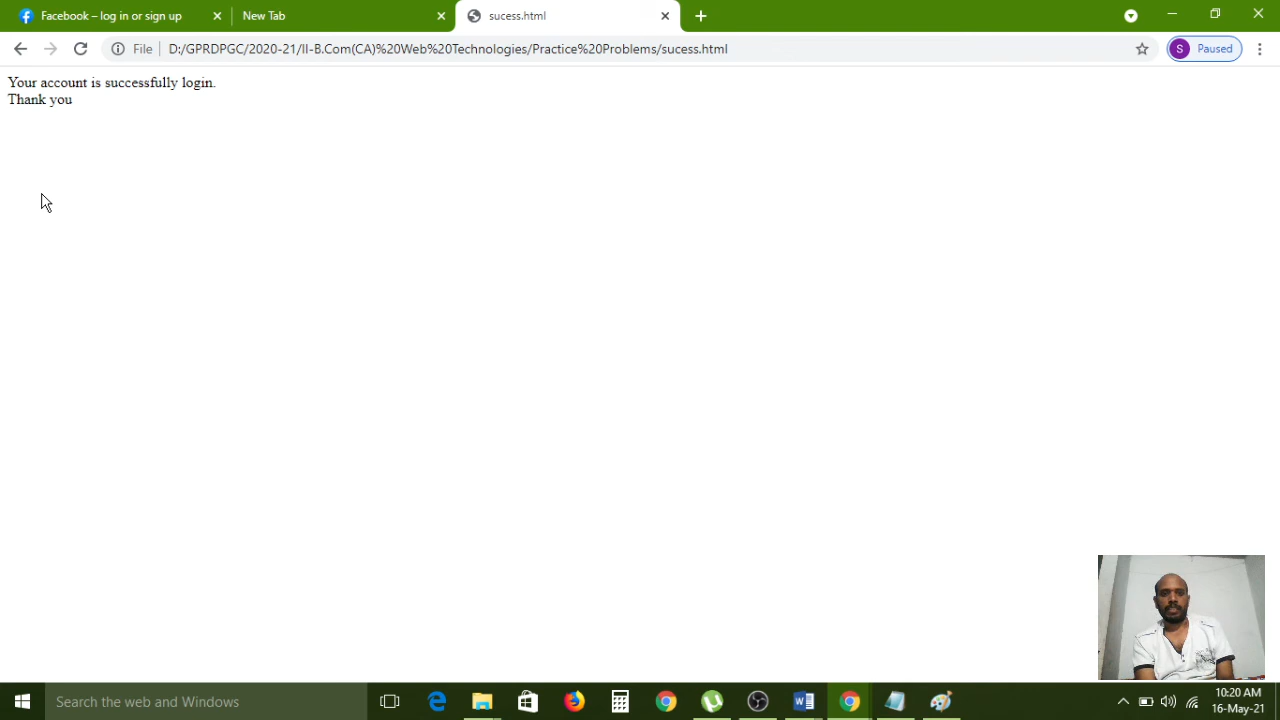 Facebook – log in or sign up
New Tab
sucess.html
File
D:/GPRDPGC/2020-21/II-B.Com(CA)%20Web%20Technologies/Practice%20Problems/sucess.html
S
Paused
Your account is successfully login.
Thank you
Search the web and Windows
10:20 AM
16-May-21